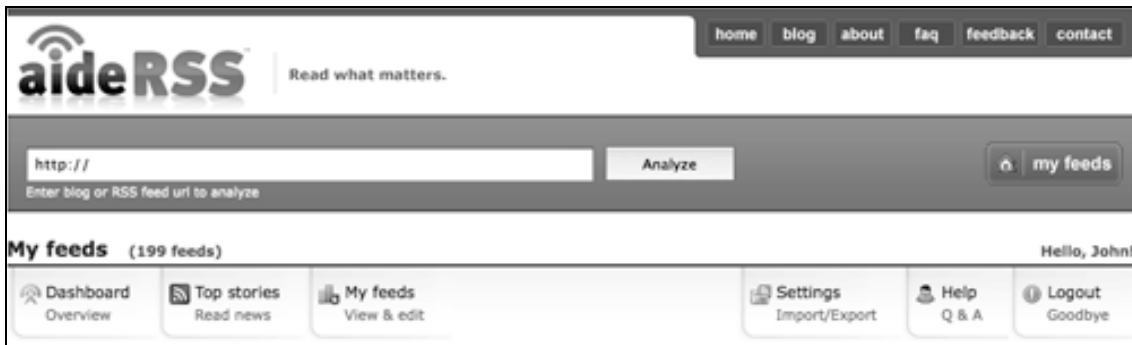 home blog about faq feedback contact
aideRSS™
Read what matters.
http:// Analyze my feeds
Enter blog or RSS feed url to analyze
My feeds (199 feeds) Hello, John!
Dashboard Top stories My feeds Settings Help Logout
Overview Read news View & edit Import/Export Q & A Goodbye